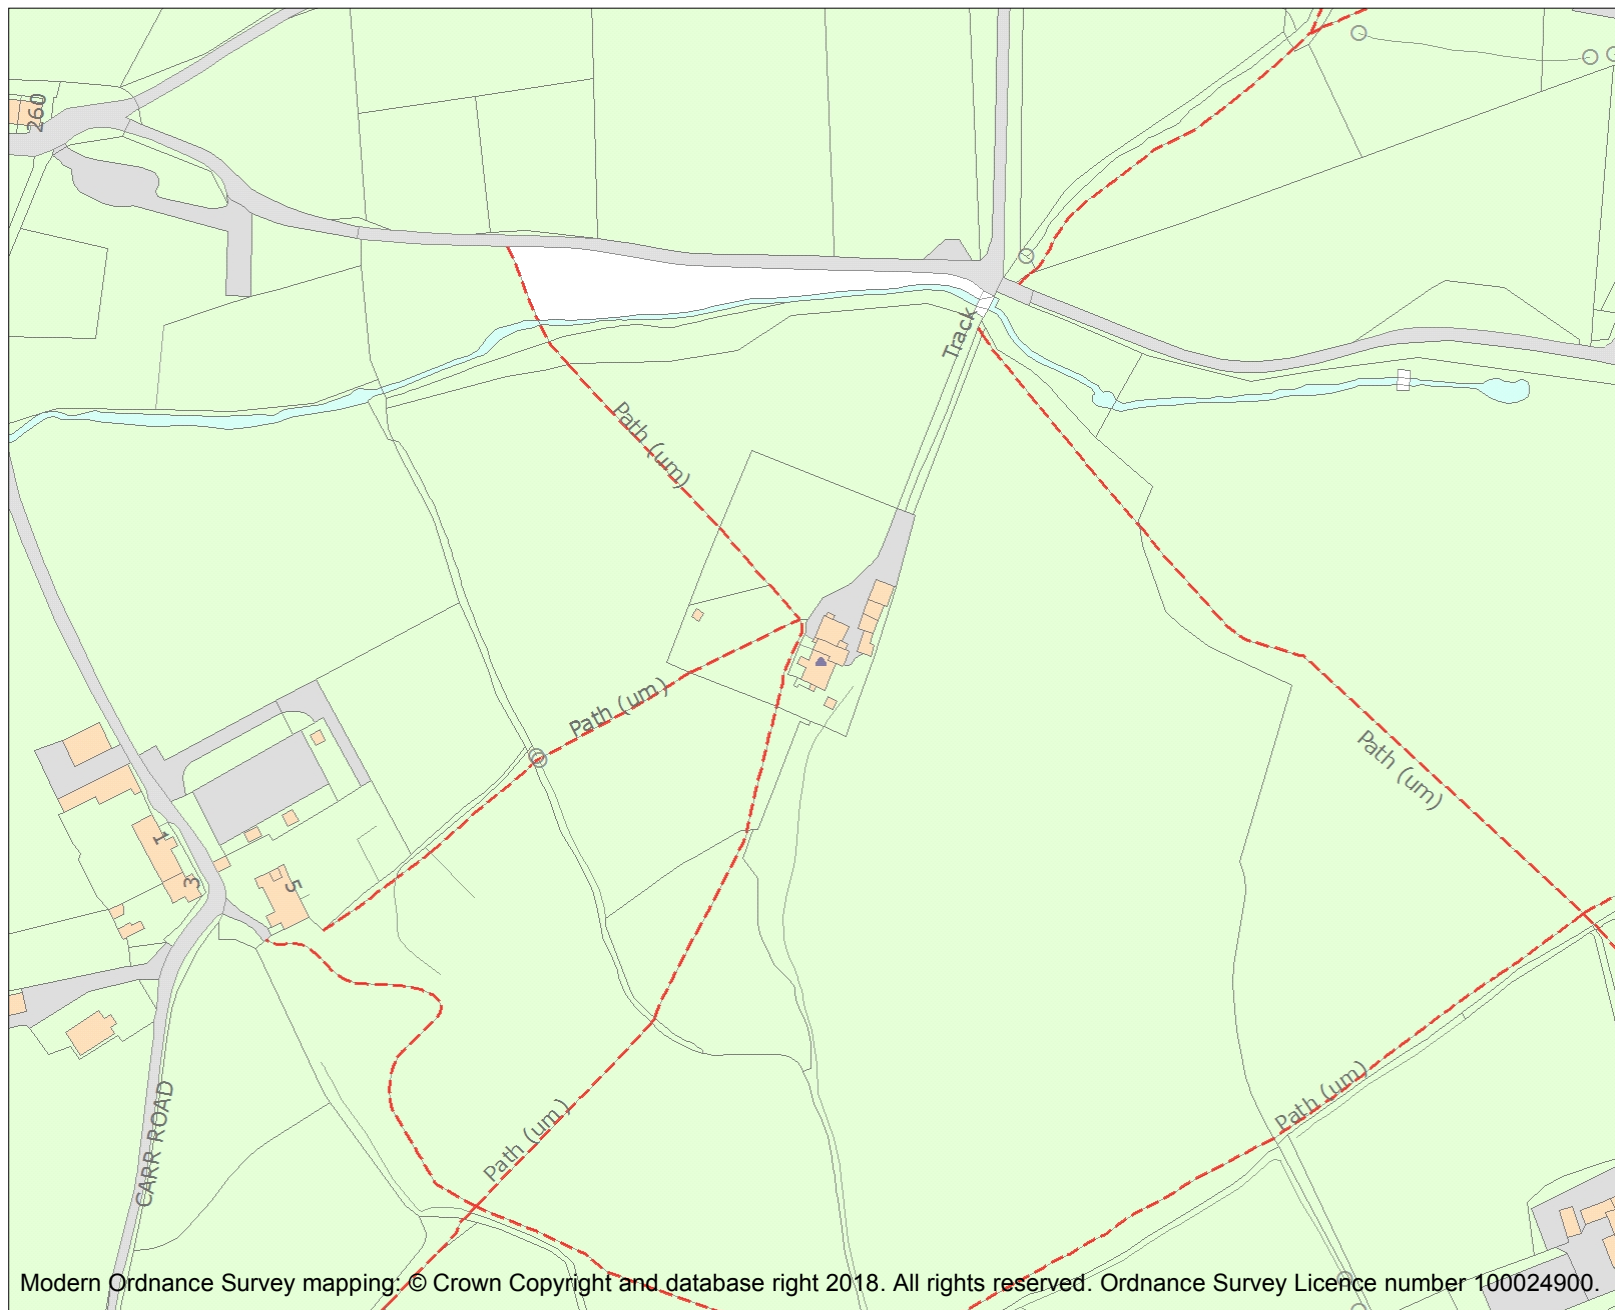 260
Track
Path (um)
Path (um)
Path (um)
1
3
5
Path (um)
Path (um)
CARR ROAD
Modern Ordnance Survey mapping: © Crown Copyright and database right 2018. All rights reserved. Ordnance Survey Licence number 100024900.